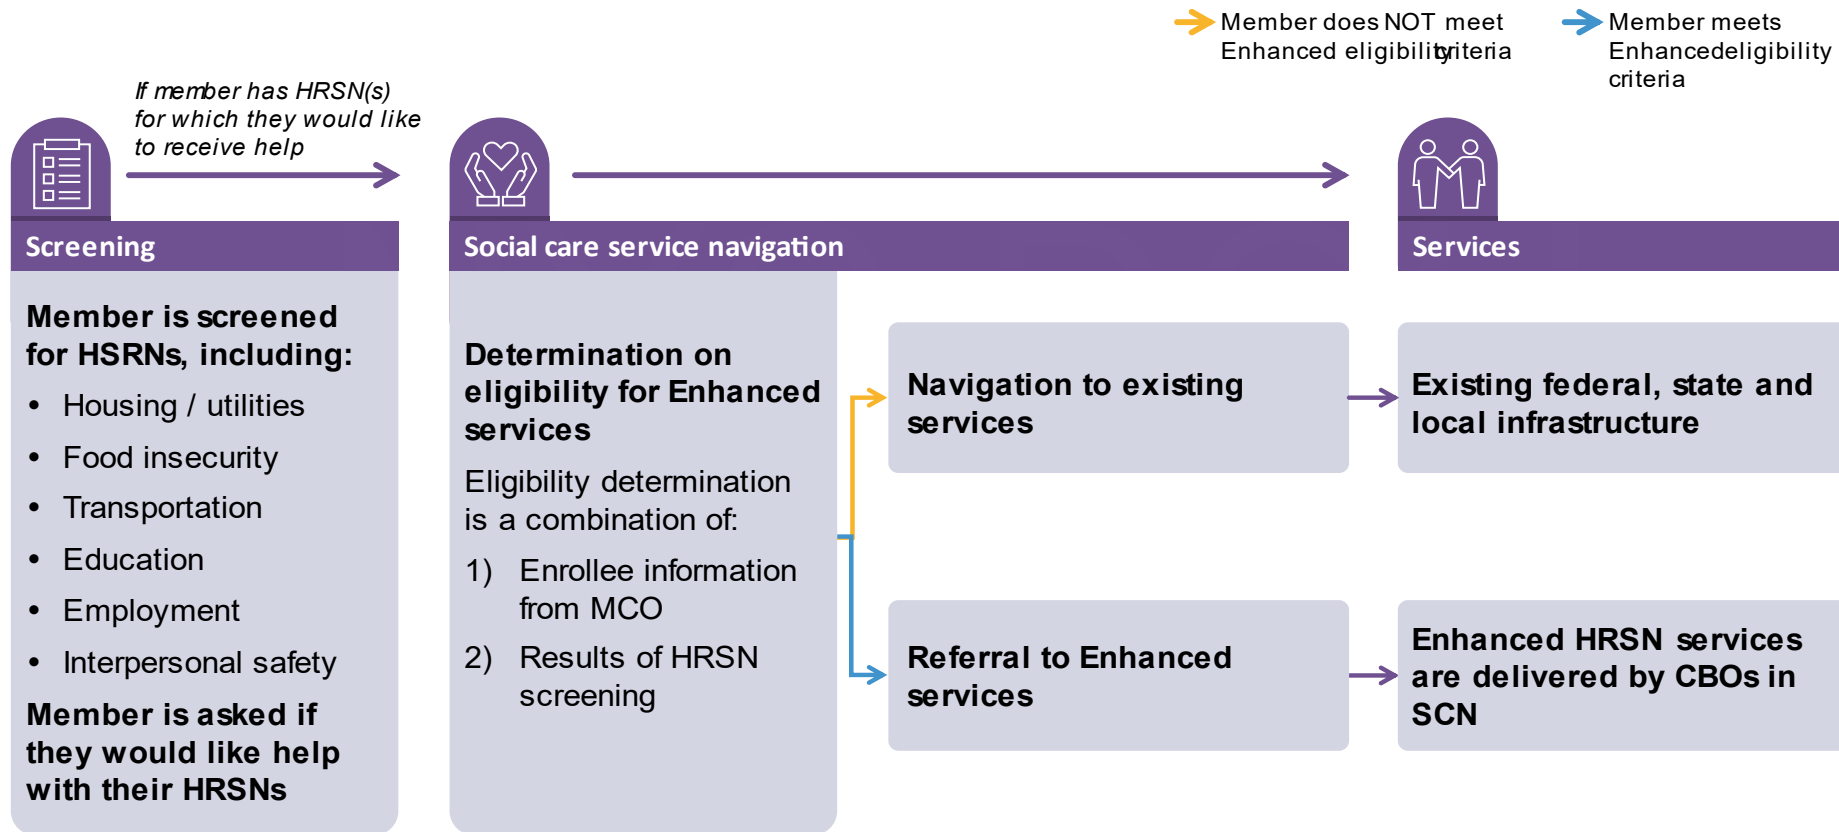 Member does NOT meet
Enhanced eligibility criteria
Member meets
Enhanced eligibility
criteria
If member has HRSN(s)
for which they would like
to receive help
Screening
Member is screened
for HSRNs, including:
• Housing / utilities
• Food insecurity
• Transportation
• Education
• Employment
• Interpersonal safety
Member is asked if
they would like help
with their HRSNs
Social care service navigation
Determination on
eligibility for Enhanced
services
Eligibility determination
is a combination of:
1) Enrollee information
from MCO
2) Results of HRSN
screening
Navigation to existing
services
Referral to Enhanced
services
Services
Existing federal, state and
local infrastructure
Enhanced HRSN services
are delivered by CBOs in
SCN